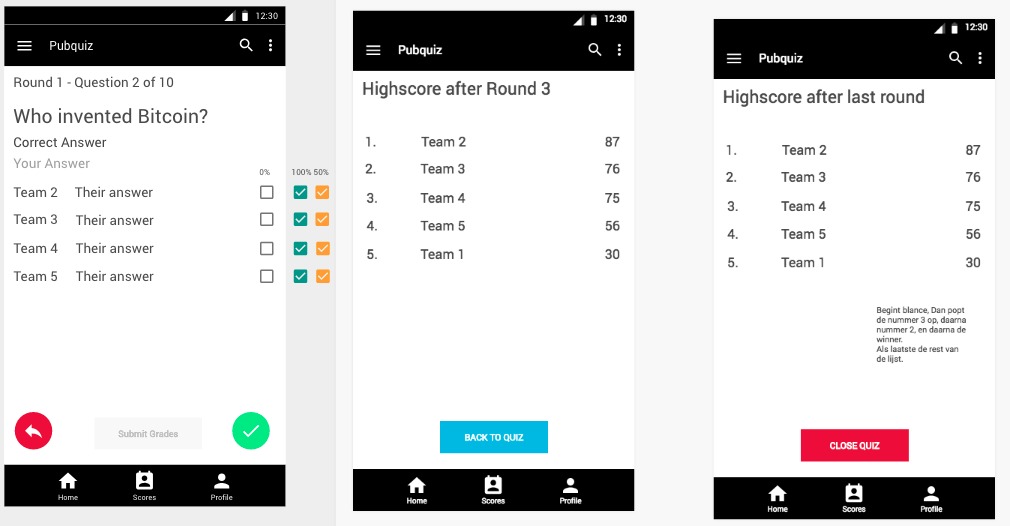 12:30
Pubquiz
Round 1 - Question 2 of 10
Who invented Bitcoin?
Correct Answer
Your Answer
0% 100% 50%
Team 2 Their answer
Team 3 Their answer
Team 4 Their answer
Team 5 Their answer
Submit Grades
Home Scores Profile
12:30
Pubquiz
Highscore after Round 3
1. Team 2 87
2. Team 3 76
3. Team 4 75
4. Team 5 56
5. Team 1 30
BACK TO QUIZ
Home Scores Profile
12:30
Pubquiz
Highscore after last round
1. Team 2 87
2. Team 3 76
3. Team 4 75
4. Team 5 56
5. Team 1 30
Begint blance, Dan popt
de nummer 3 op, daarna
nummer 2, en daarna de
winner.
Als laatste de rest van
de lijst.
CLOSE QUIZ
Home Scores Profile